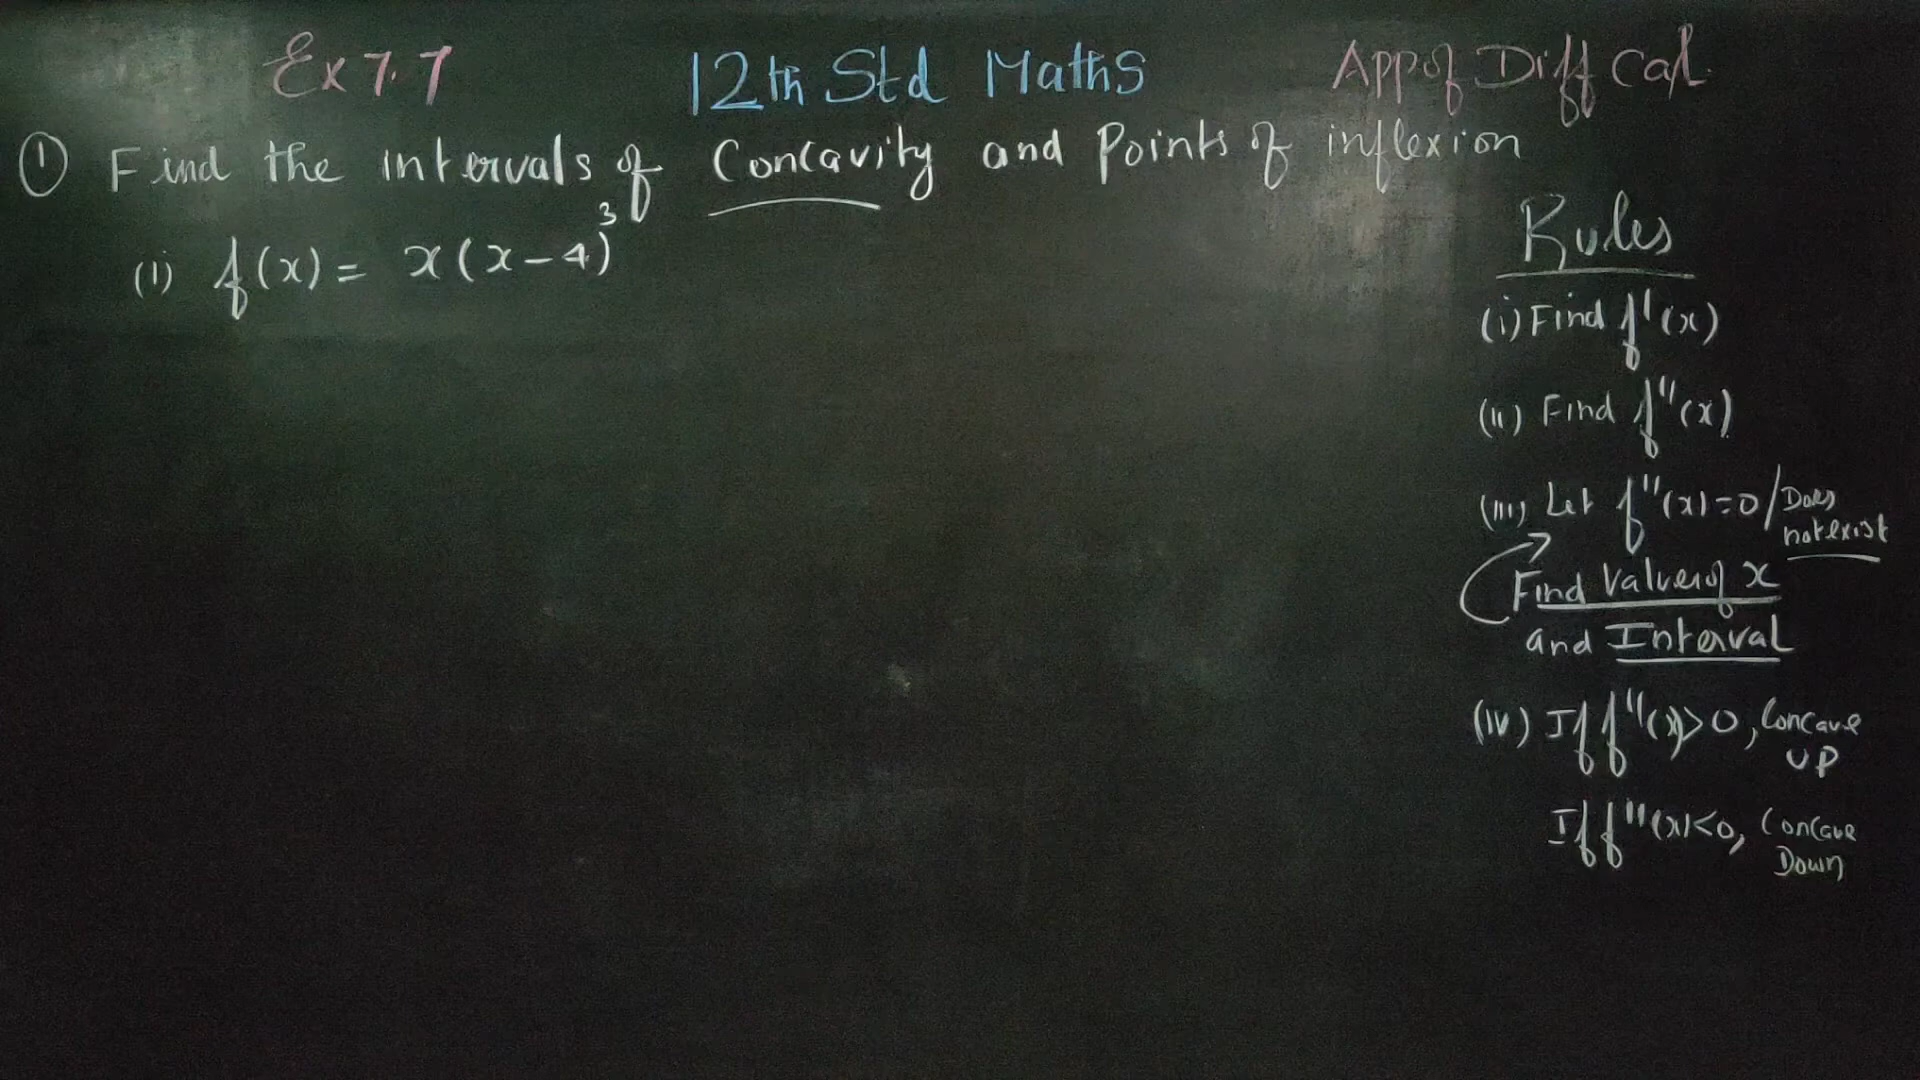 Ex 7.7 12th Std Maths App of Diff Cal
① Find the intervals of Concavity and Points of inflexion
(i) f(x) = x(x-4)³
Rules
(i) Find f'(x)
(ii) Find f''(x)
(iii) Let f''(x)=0/Does
not exist
Find Value of x
and Interval
(iv) If f''(x)>0, Concave
UP
If f''(x)<0, Concave
Down